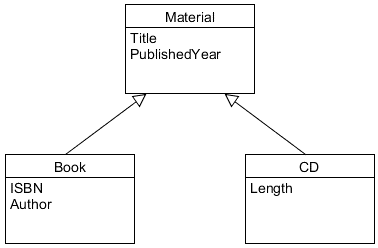 Material
Title
PublishedYear
Book
ISBN
Author
CD
Length